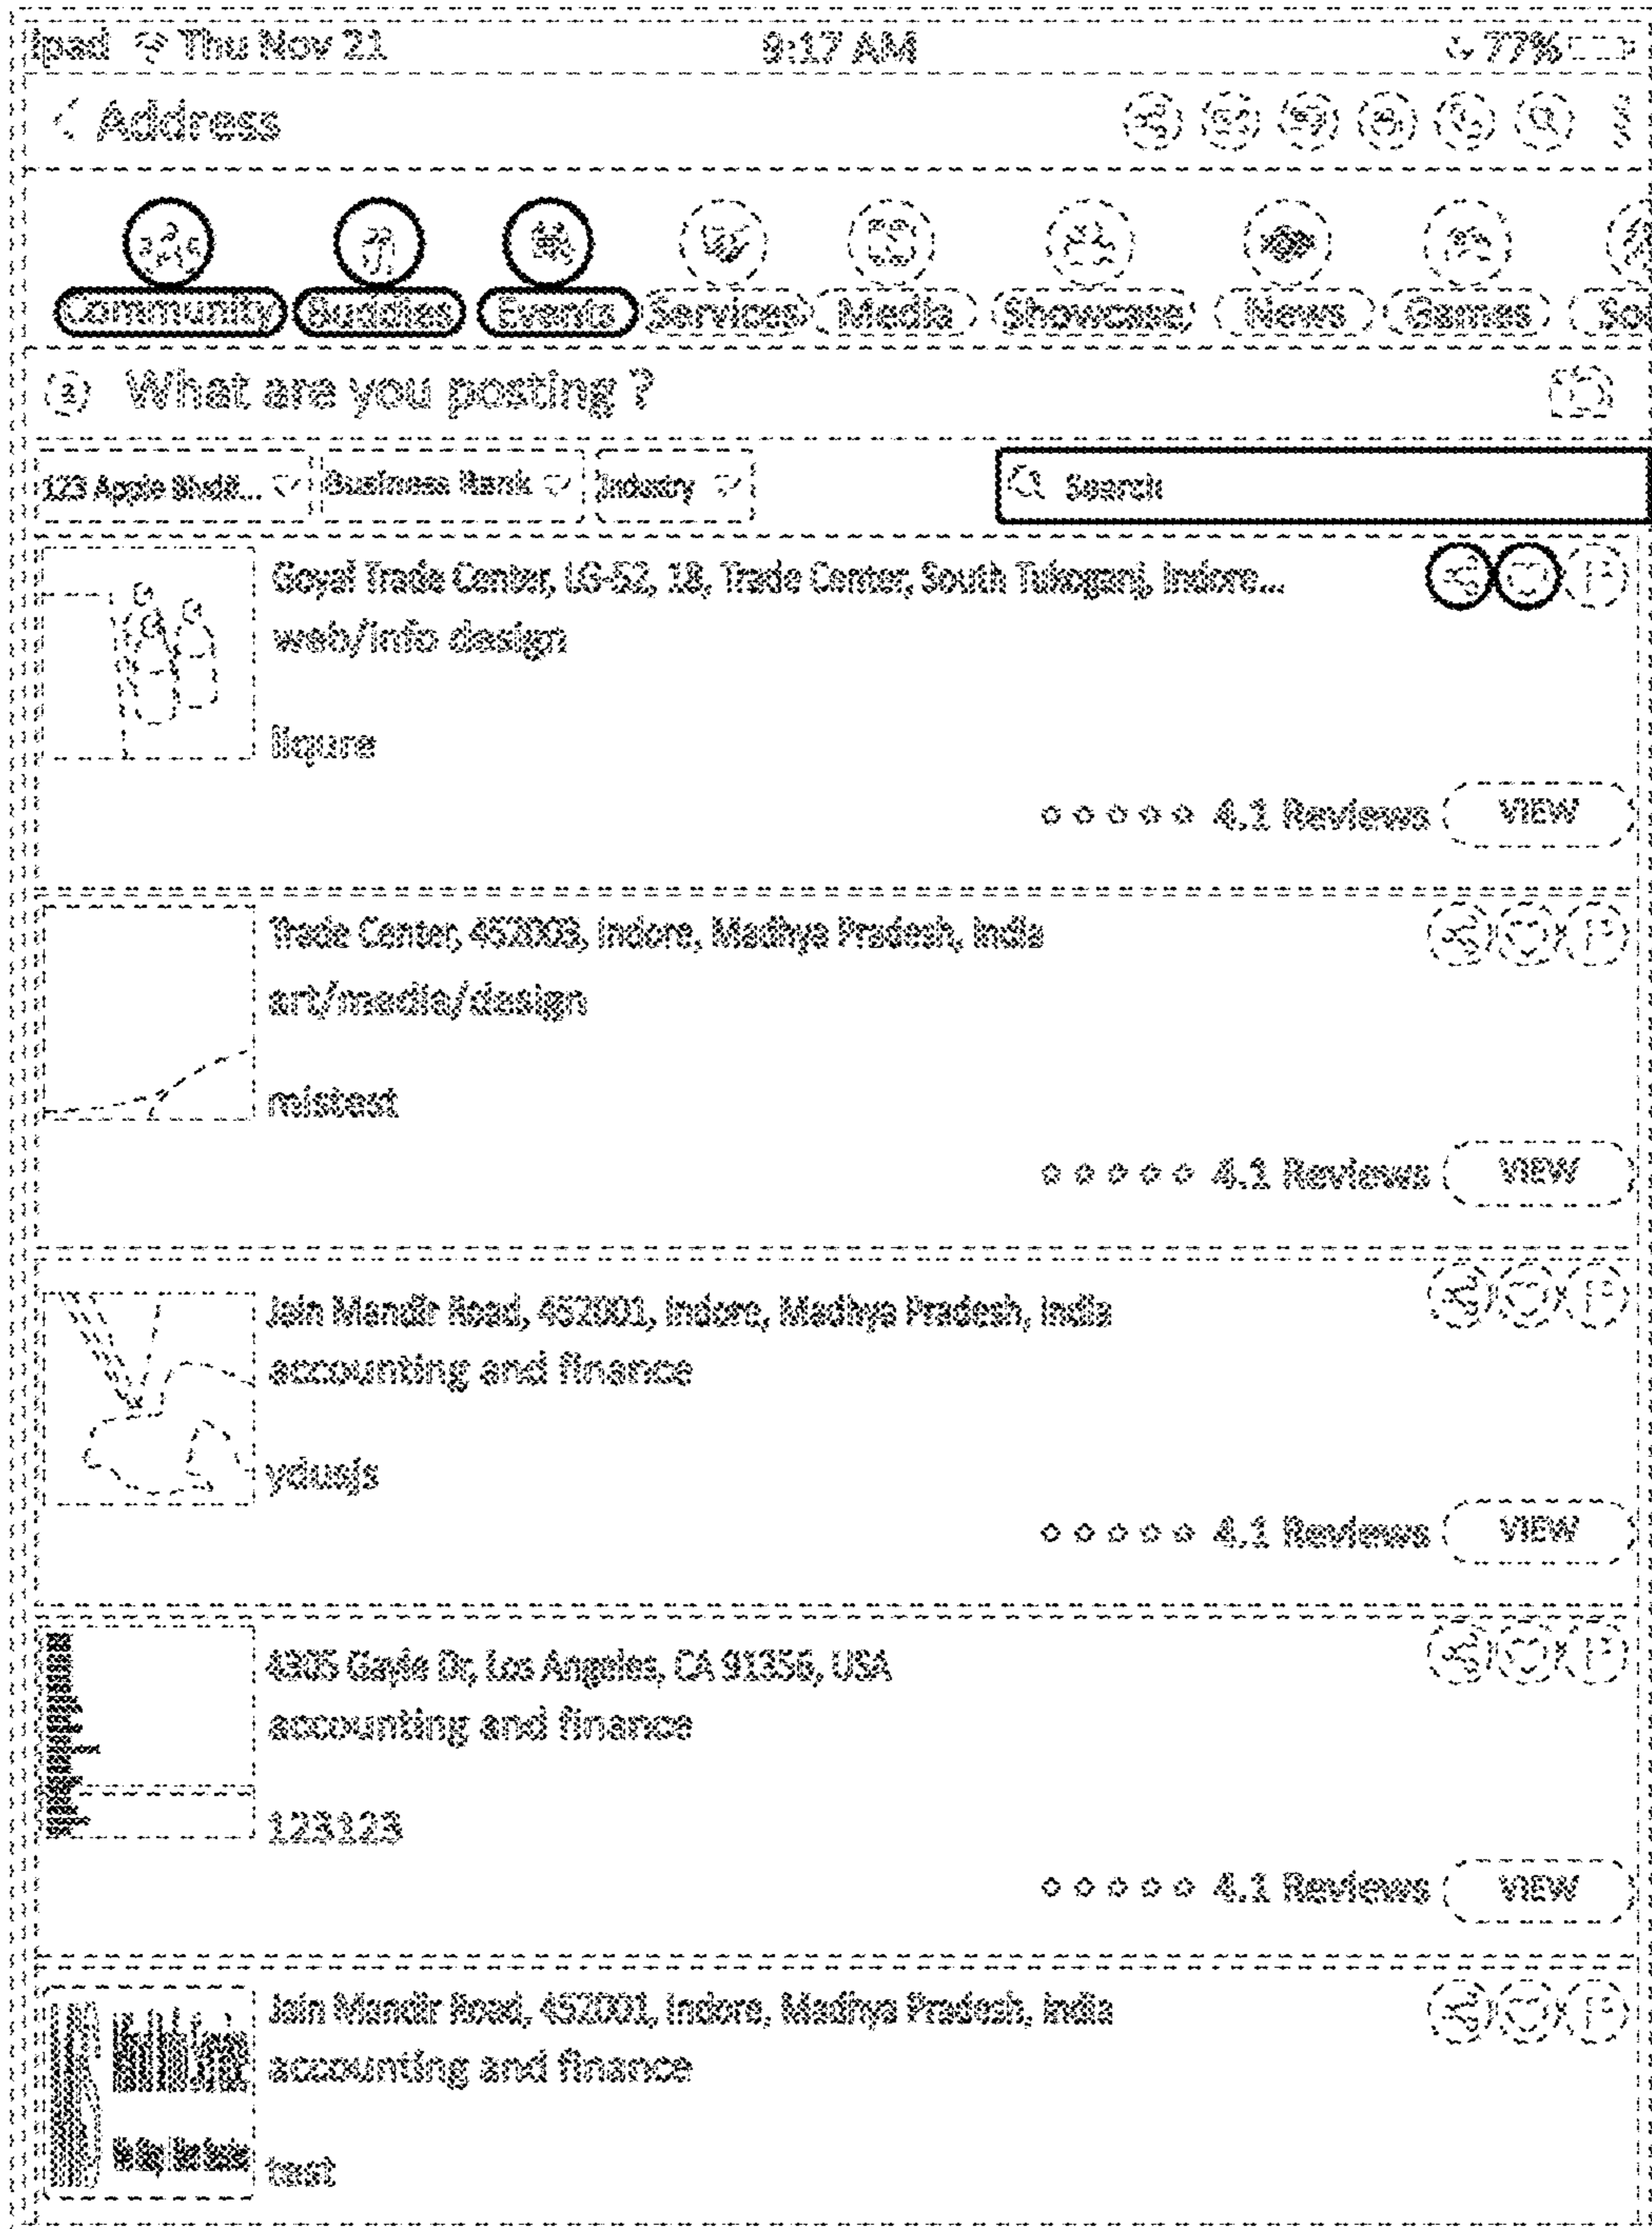 Ipad Thu Nov 21 9:17 AM 77%
Address
Community Buddies Events Services Media Showcase News Games
What are you posting ?
123 Apple Business Rank Industry Search
Goyal Trade Center, LG-52, 18, Trade Center, South Tukoganj, Indore...
web/info design
liqure
4.1 Reviews VIEW
Trade Center, 452003, Indore, Madhya Pradesh, India
art/media/design
mistest
4.1 Reviews VIEW
Jain Mandir Road, 452001, Indore, Madhya Pradesh, India
accounting and finance
ydusjs
4.1 Reviews VIEW
4305 Gayle Dr, Los Angeles, CA 91356, USA
accounting and finance
123123
4.1 Reviews VIEW
Jain Mandir Road, 452001, Indore, Madhya Pradesh, India
accounting and finance
test